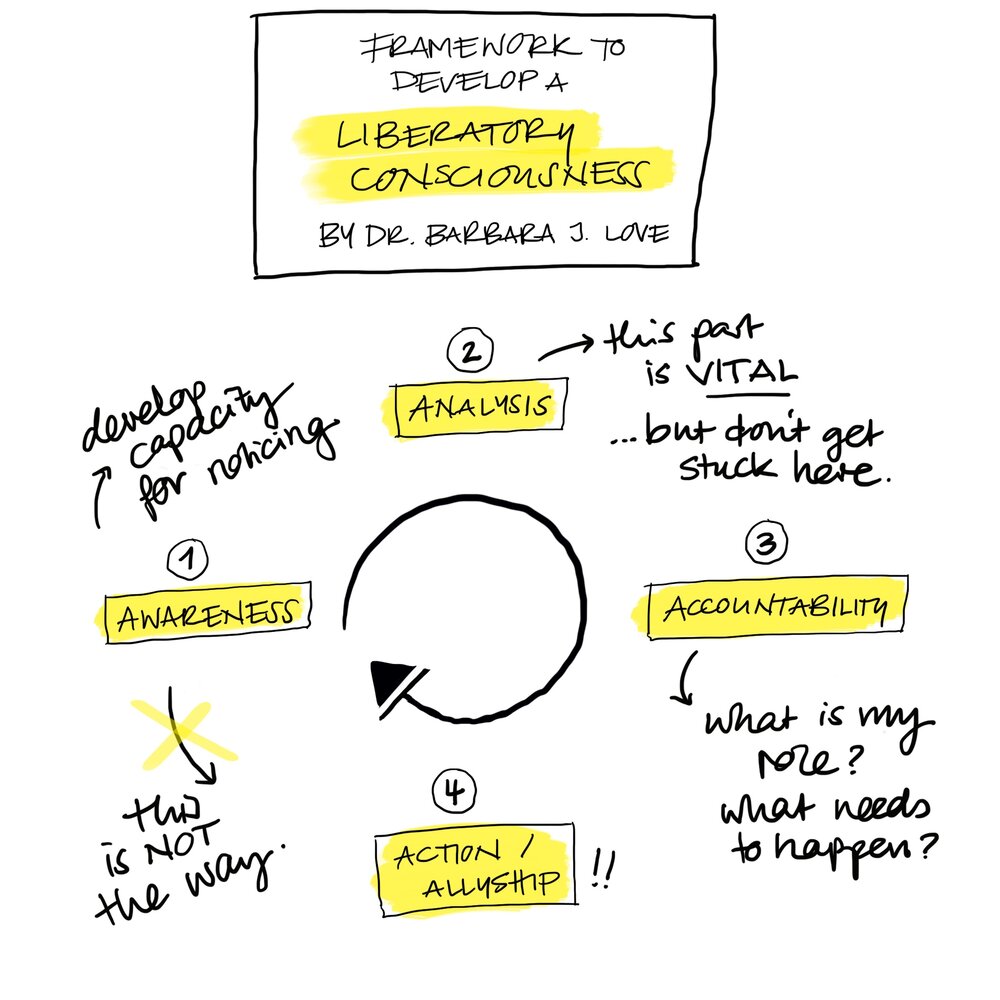 FRAMEWORK TO
DEVELOP A
LIBERATORY
CONSCIOUSNESS
BY DR. BARBARA J. LOVE
1
AWARENESS
develop
capacity
for noticing
this
is NOT
the way.
2
ANALYSIS
this part
is VITAL
...but don't get
stuck here.
3
ACCOUNTABILITY
what is my
role?
what needs
to happen?
4
ACTION /
ALLYSHIP !!